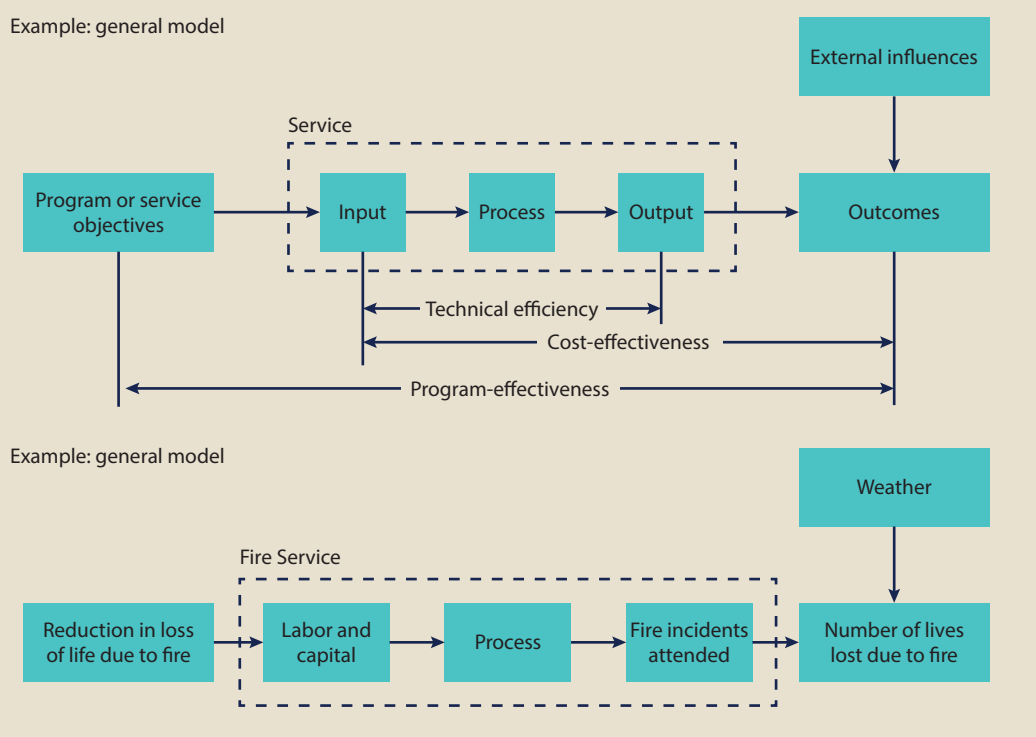 Example: general model
External influences
Service
Program or service
objectives
Input
Process
Output
Outcomes
Technical efficiency
Cost-effectiveness
Program-effectiveness
Example: general model
Weather
Fire Service
Reduction in loss
of life due to fire
Labor and
capital
Process
Fire incidents
attended
Number of lives
lost due to fire